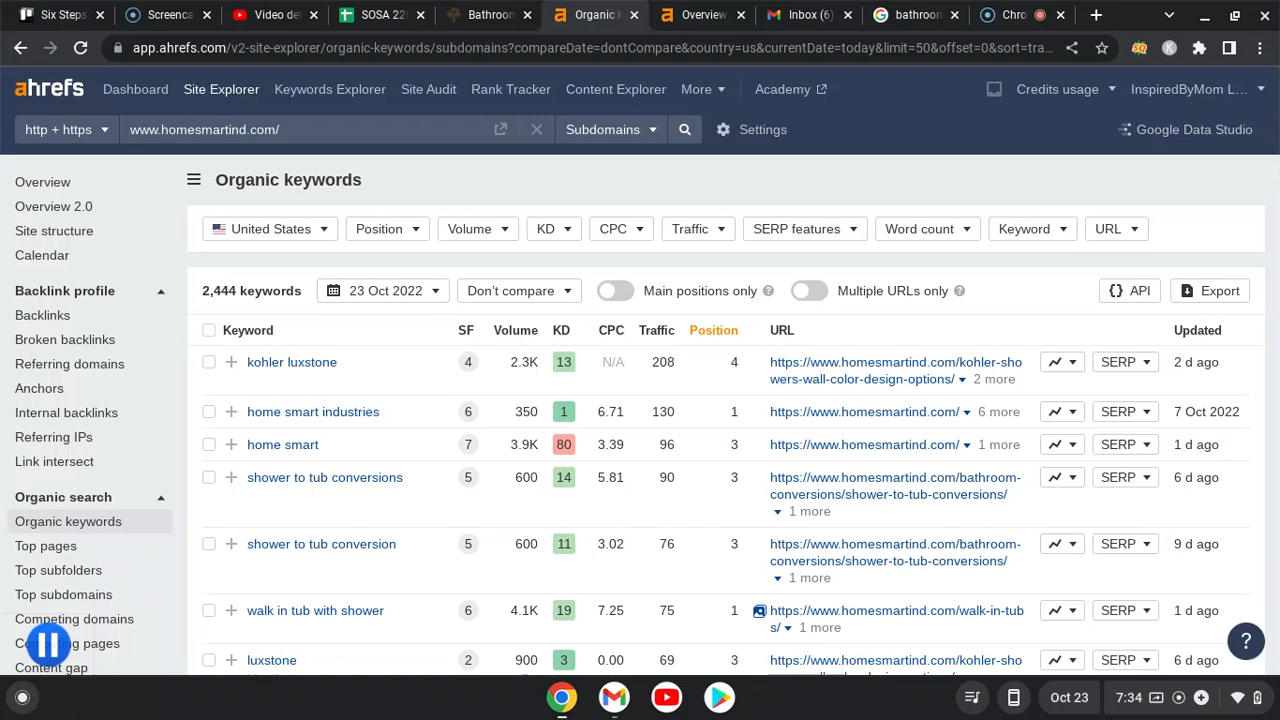 Six Steps
Screenca
Video det
SOSA 22
Bathroom
Organic k
Overview
Inbox (6)
bathroom
Chro
app.ahrefs.com/v2-site-explorer/organic-keywords/subdomains?compareDate=dontCompare&country=us&currentDate=today&limit=50&offset=0&sort=tra...
ahrefs Dashboard Site Explorer Keywords Explorer Site Audit Rank Tracker Content Explorer More Academy Credits usage InspiredByMom L...
http + https www.homesmartind.com/ Subdomains Settings Google Data Studio
Overview
Overview 2.0
Site structure
Calendar
Backlink profile
Backlinks
Broken backlinks
Referring domains
Anchors
Internal backlinks
Referring IPs
Link intersect
Organic search
Organic keywords
Top pages
Top subfolders
Top subdomains
Competing domains
pages
Content gap
Organic keywords
United States Position Volume KD CPC Traffic SERP features Word count Keyword URL
2,444 keywords 23 Oct 2022 Don't compare Main positions only ? Multiple URLs only ? {} API Export
Keyword SF Volume KD CPC Traffic Position URL Updated
kohler luxstone 4 2.3K 13 N/A 208 4 https://www.homesmartind.com/kohler-sho SERP 2 d ago
wers-wall-color-design-options/ 2 more
home smart industries 6 350 1 6.71 130 1 https://www.homesmartind.com/ 6 more SERP 7 Oct 2022
home smart 7 3.9K 80 3.39 96 3 https://www.homesmartind.com/ 1 more SERP 1 d ago
shower to tub conversions 5 600 14 5.81 90 3 https://www.homesmartind.com/bathroom- SERP 6 d ago
conversions/shower-to-tub-conversions/
1 more
shower to tub conversion 5 600 11 3.02 76 3 https://www.homesmartind.com/bathroom- SERP 9 d ago
conversions/shower-to-tub-conversions/
1 more
walk in tub with shower 6 4.1K 19 7.25 75 1 https://www.homesmartind.com/walk-in-tub SERP 1 d ago
s/ 1 more
luxstone 2 900 3 0.00 69 3 https://www.homesmartind.com/kohler-sho SERP 6 d ago
?
Oct 23 7:34